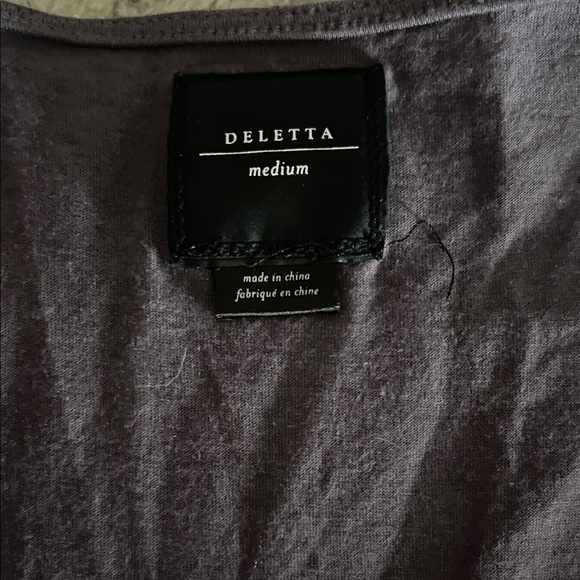 DELETTA
medium
made in china
fabriqué en chine